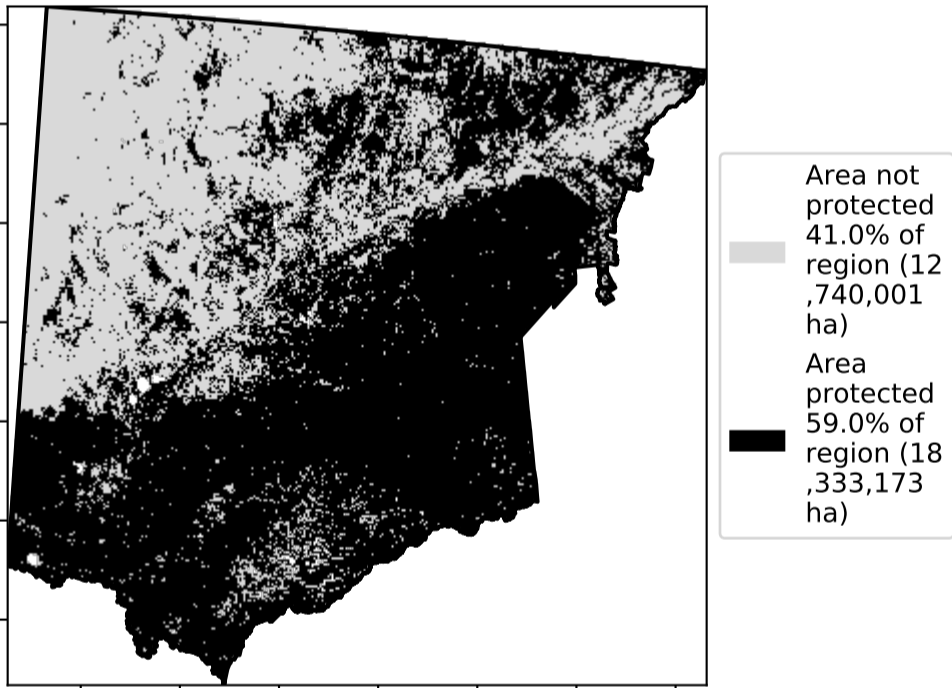 Area not
protected
41.0% of
region (12
,740,001
ha)
Area
protected
59.0% of
region (18
,333,173
ha)